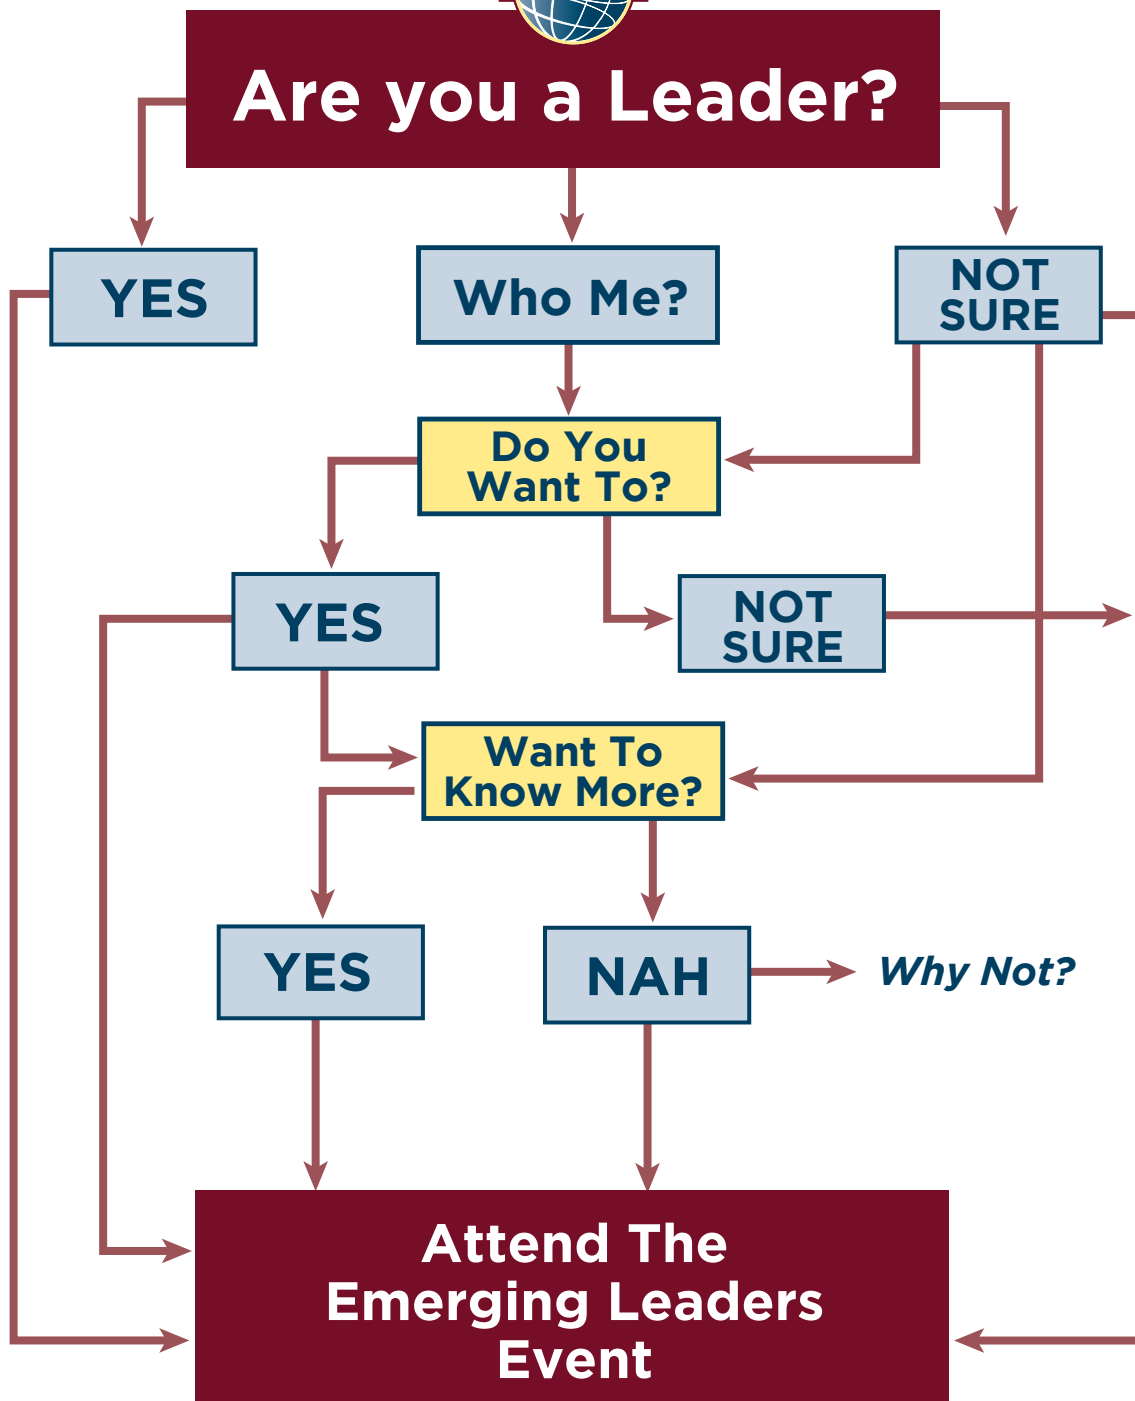 Are you a Leader?
YES
Who Me?
NOT
SURE
Do You
Want To?
YES
NOT
SURE
Want To
Know More?
YES
NAH
Why Not?
Attend The
Emerging Leaders
Event